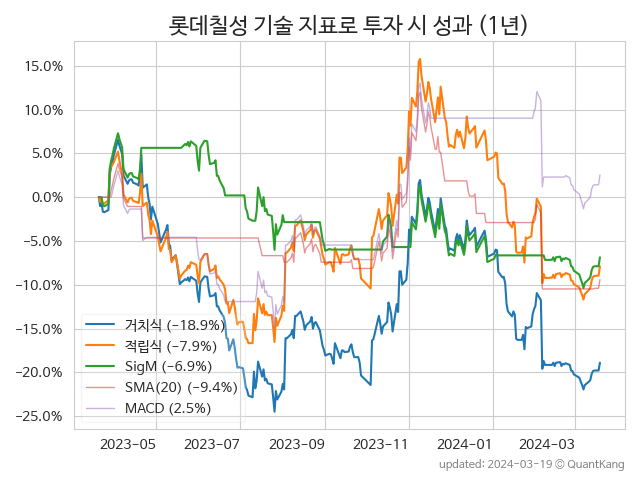 롯데칠성 기술 지표로 투자 시 성과 (1년)
15.0%
10.0%
5.0%
0.0%
−5.0%
−10.0%
−15.0%
−20.0%
−25.0%
거치식 (−18.9%)
적립식 (−7.9%)
SigM (−6.9%)
SMA(20) (−9.4%)
MACD (2.5%)
2023-05 2023-07 2023-09 2023-11 2024-01 2024-03
updated: 2024-03-19 © QuantKang